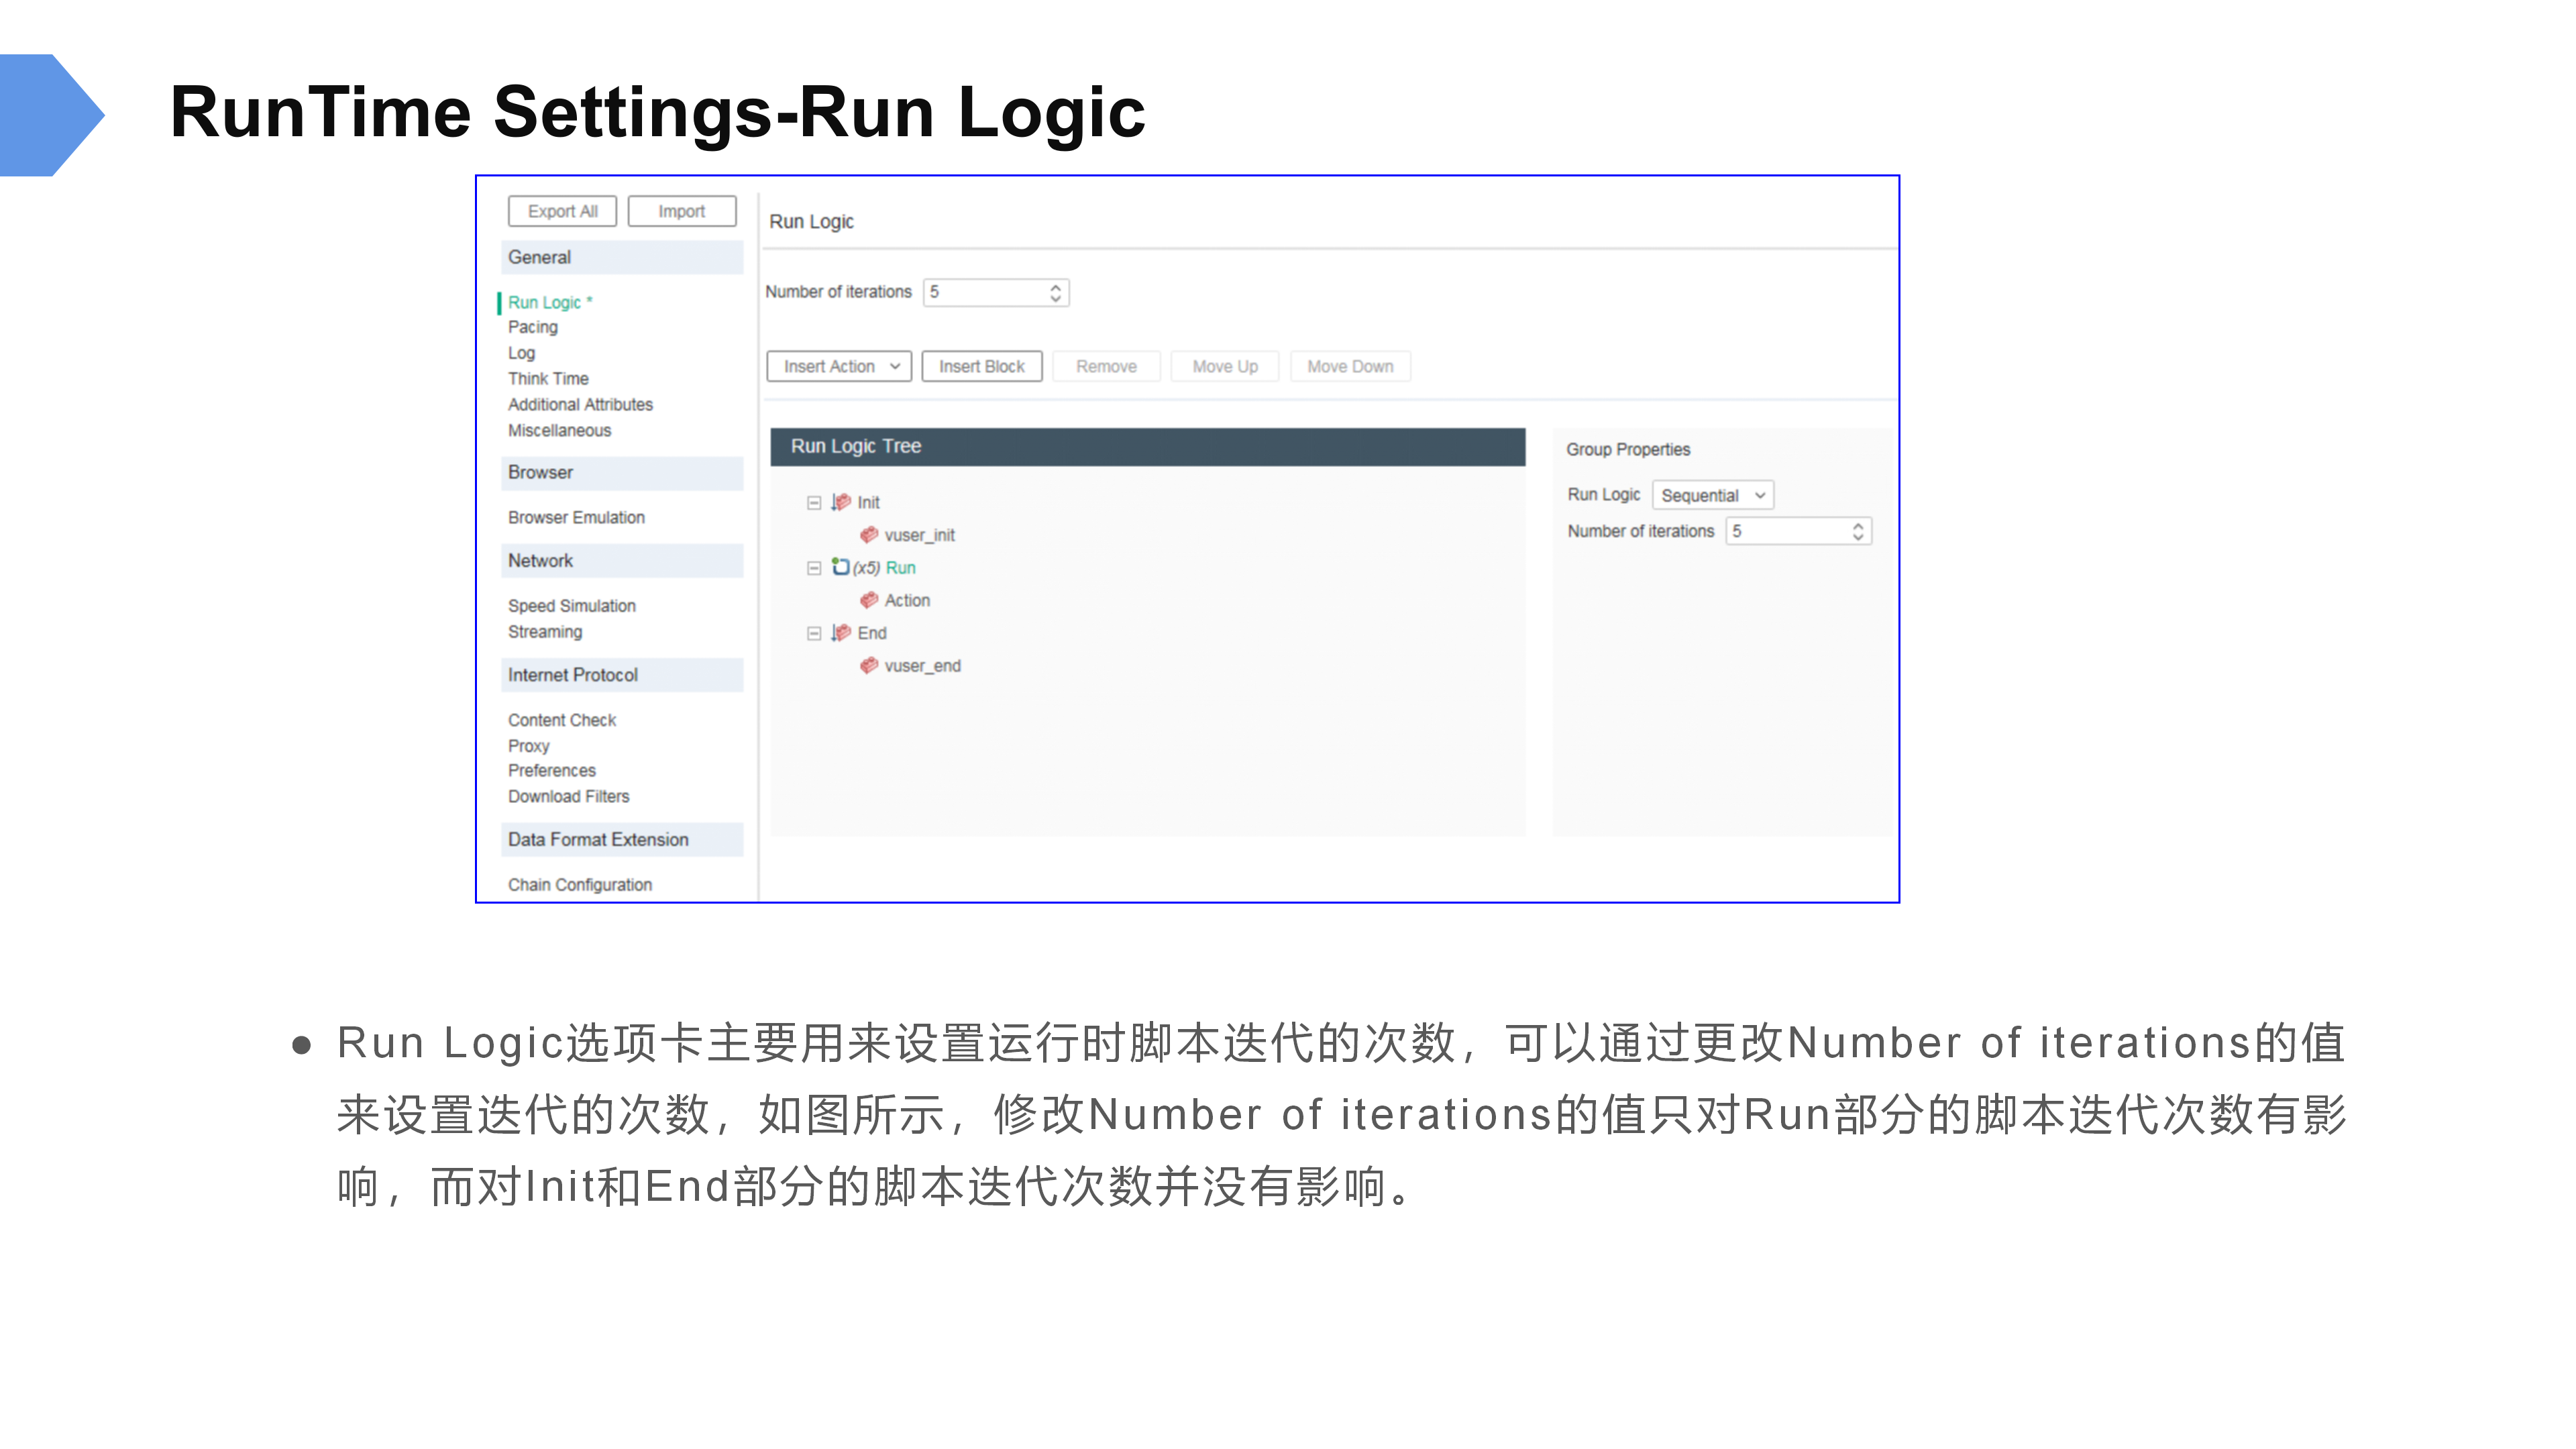 RunTime Settings-Run Logic
Export All
Import
General
Run Logic *
Pacing
Log
Think Time
Additional Attributes
Miscellaneous
Browser
Browser Emulation
Network
Speed Simulation
Streaming
Internet Protocol
Content Check
Proxy
Preferences
Download Filters
Data Format Extension
Chain Configuration
Run Logic
Number of iterations 5
Insert Action
Insert Block
Remove
Move Up
Move Down
Run Logic Tree
Init
vuser_init
(x5) Run
Action
End
vuser_end
Group Properties
Run Logic Sequential
Number of iterations 5
● Run Logic选项卡主要用来设置运行时脚本迭代的次数，可以通过更改Number of iterations的值
来设置迭代的次数，如图所示，修改Number of iterations的值只对Run部分的脚本迭代次数有影
响，而对Init和End部分的脚本迭代次数并没有影响。